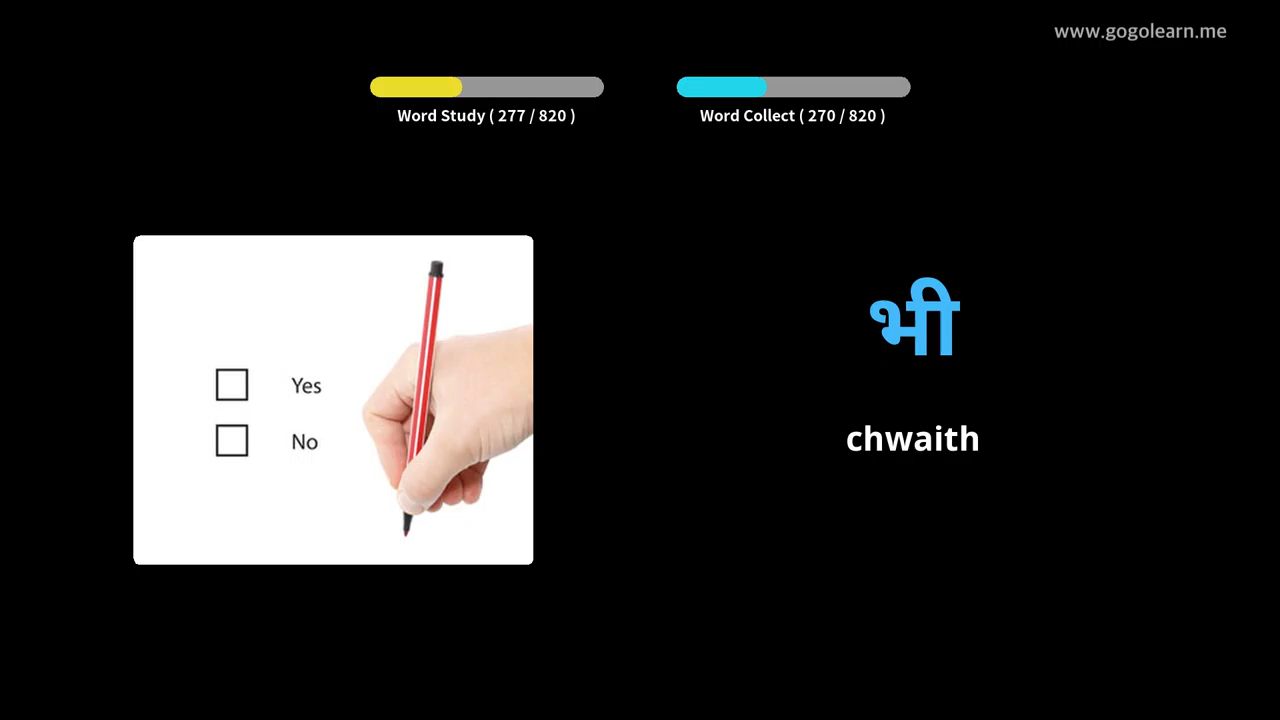 www.gogolearn.me
Word Study ( 277 / 820 )
Word Collect ( 270 / 820 )
Yes
No
भी
chwaith